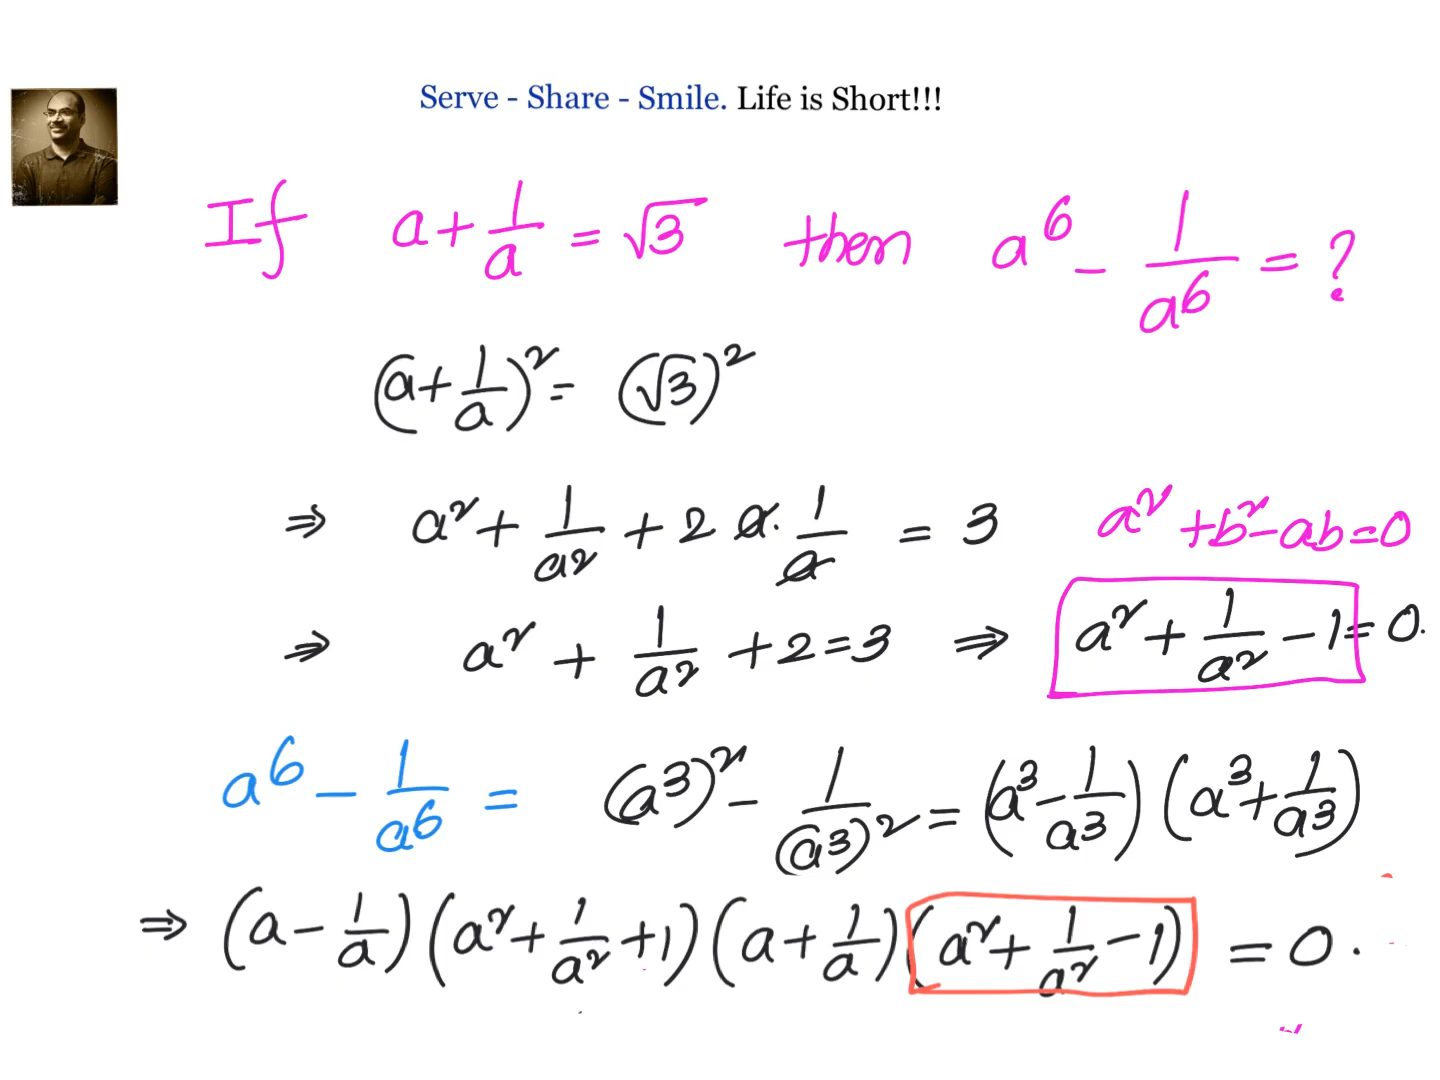 Serve - Share - Smile. Life is Short!!!
If a + 1/a = √3 then a⁶ - 1/a⁶ = ?
(a + 1/a)² = (√3)²
⇒ a² + 1/a² + 2 a · 1/a = 3
a² + b² - ab = 0
⇒ a² + 1/a² + 2 = 3 ⇒ a² + 1/a² - 1 = 0.
a⁶ - 1/a⁶ = (a³)² - 1/(a³)² = (a³ - 1/a³) (a³ + 1/a³)
⇒ (a - 1/a) (a² + 1/a² + 1) (a + 1/a) (a² + 1/a² - 1) = 0.